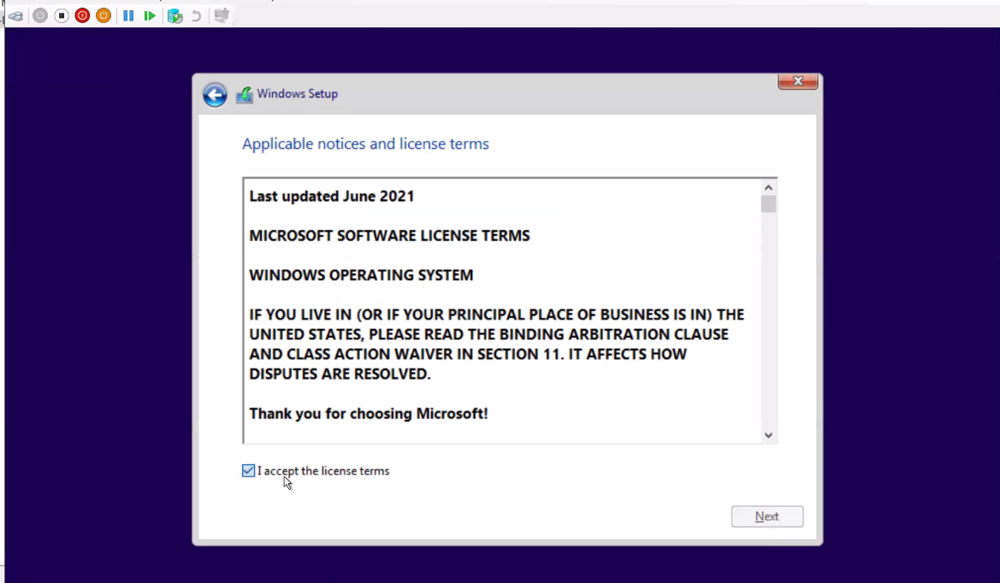 Windows Setup
Applicable notices and license terms
Last updated June 2021
MICROSOFT SOFTWARE LICENSE TERMS
WINDOWS OPERATING SYSTEM
IF YOU LIVE IN (OR IF YOUR PRINCIPAL PLACE OF BUSINESS IS IN) THE
UNITED STATES, PLEASE READ THE BINDING ARBITRATION CLAUSE
AND CLASS ACTION WAIVER IN SECTION 11. IT AFFECTS HOW
DISPUTES ARE RESOLVED.
Thank you for choosing Microsoft!
I accept the license terms
Next